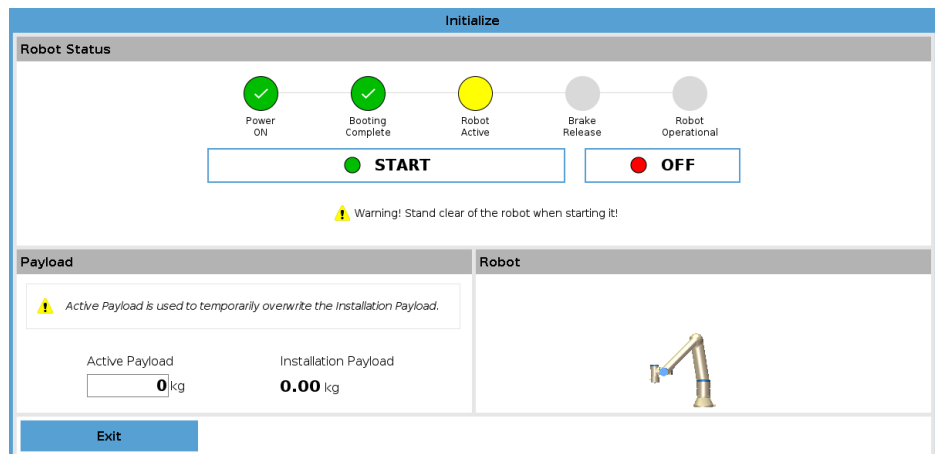 Initialize
Robot Status
Power
ON
Booting
Complete
Robot
Active
Brake
Release
Robot
Operational
START
OFF
Warning! Stand clear of the robot when starting it!
Payload
Active Payload is used to temporarily overwrite the Installation Payload.
Active Payload
0 kg
Installation Payload
0.00 kg
Robot
Exit